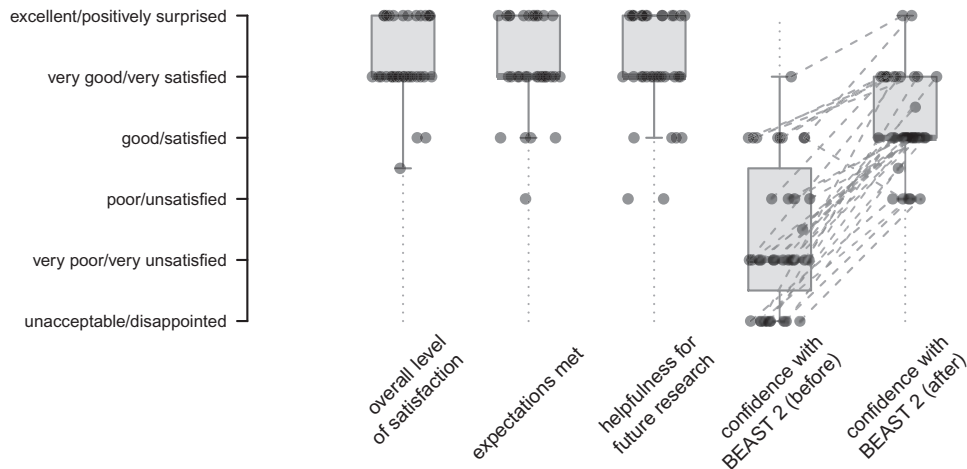 excellent/positively surprised
very good/very satisfied
good/satisfied
poor/unsatisfied
very poor/very unsatisfied
unacceptable/disappointed
overall level
of satisfaction
expectations met
helpfulness for
future research
confidence with
BEAST 2 (before)
confidence with
BEAST 2 (after)